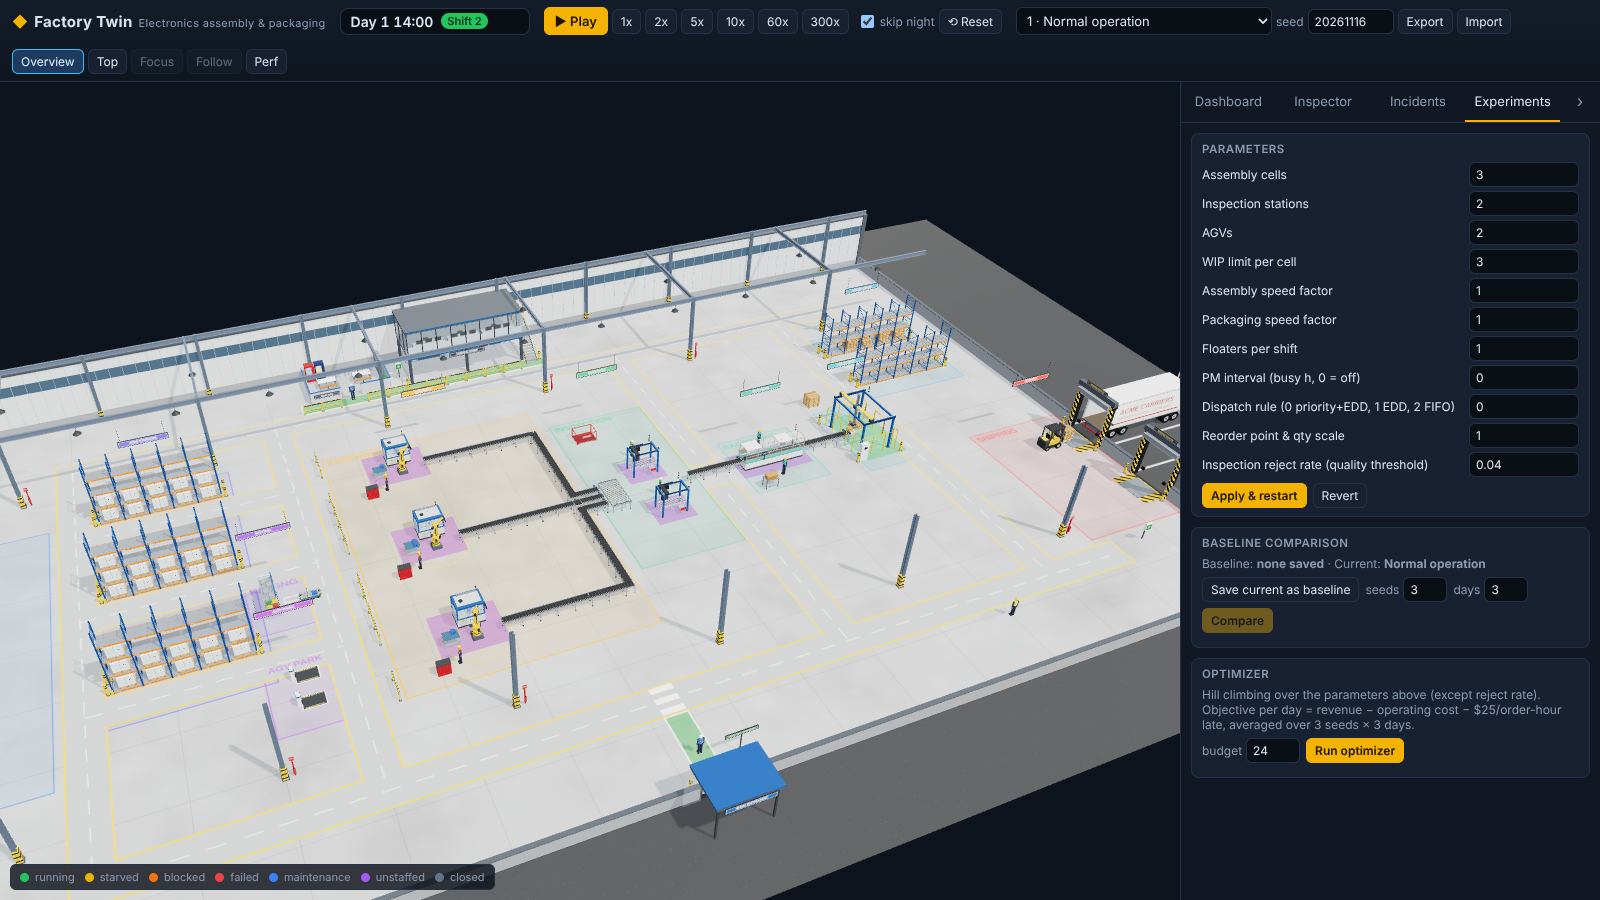 Factory Twin Electronics assembly & packaging
Day 1 14:00 Shift 2
▶ Play 1x 2x 5x 10x 60x 300x skip night ⟲ Reset
1 · Normal operation seed 20261116 Export Import
Overview Top Focus Follow Perf
Dashboard Inspector Incidents Experiments ›
PARAMETERS
Assembly cells 3
Inspection stations 2
AGVs 2
WIP limit per cell 3
Assembly speed factor 1
Packaging speed factor 1
Floaters per shift 1
PM interval (busy h, 0 = off) 0
Dispatch rule (0 priority+EDD, 1 EDD, 2 FIFO) 0
Reorder point & qty scale 1
Inspection reject rate (quality threshold) 0.04
Apply & restart Revert
BASELINE COMPARISON
Baseline: none saved · Current: Normal operation
Save current as baseline seeds 3 days 3
Compare
OPTIMIZER
Hill climbing over the parameters above (except reject rate).
Objective per day = revenue − operating cost − $25/order-hour
late, averaged over 3 seeds × 3 days.
budget 24 Run optimizer
ACME CARRIERS
SHIPPING
AGV PARK
running starved blocked failed maintenance unstaffed closed